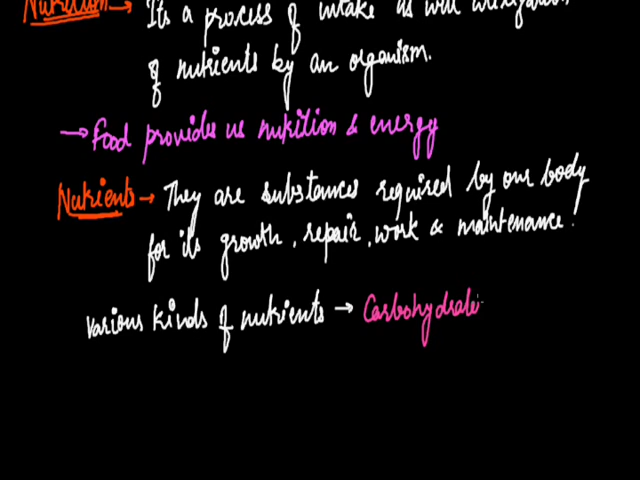 Nutrition → Its a process of intake as well utilization
of nutrients by an organism.
→ Food provides us nutrition & energy
Nutrients → They are substances required by our body
for its growth, repair, work & maintenance.
Various kinds of nutrients → Carbohydrate